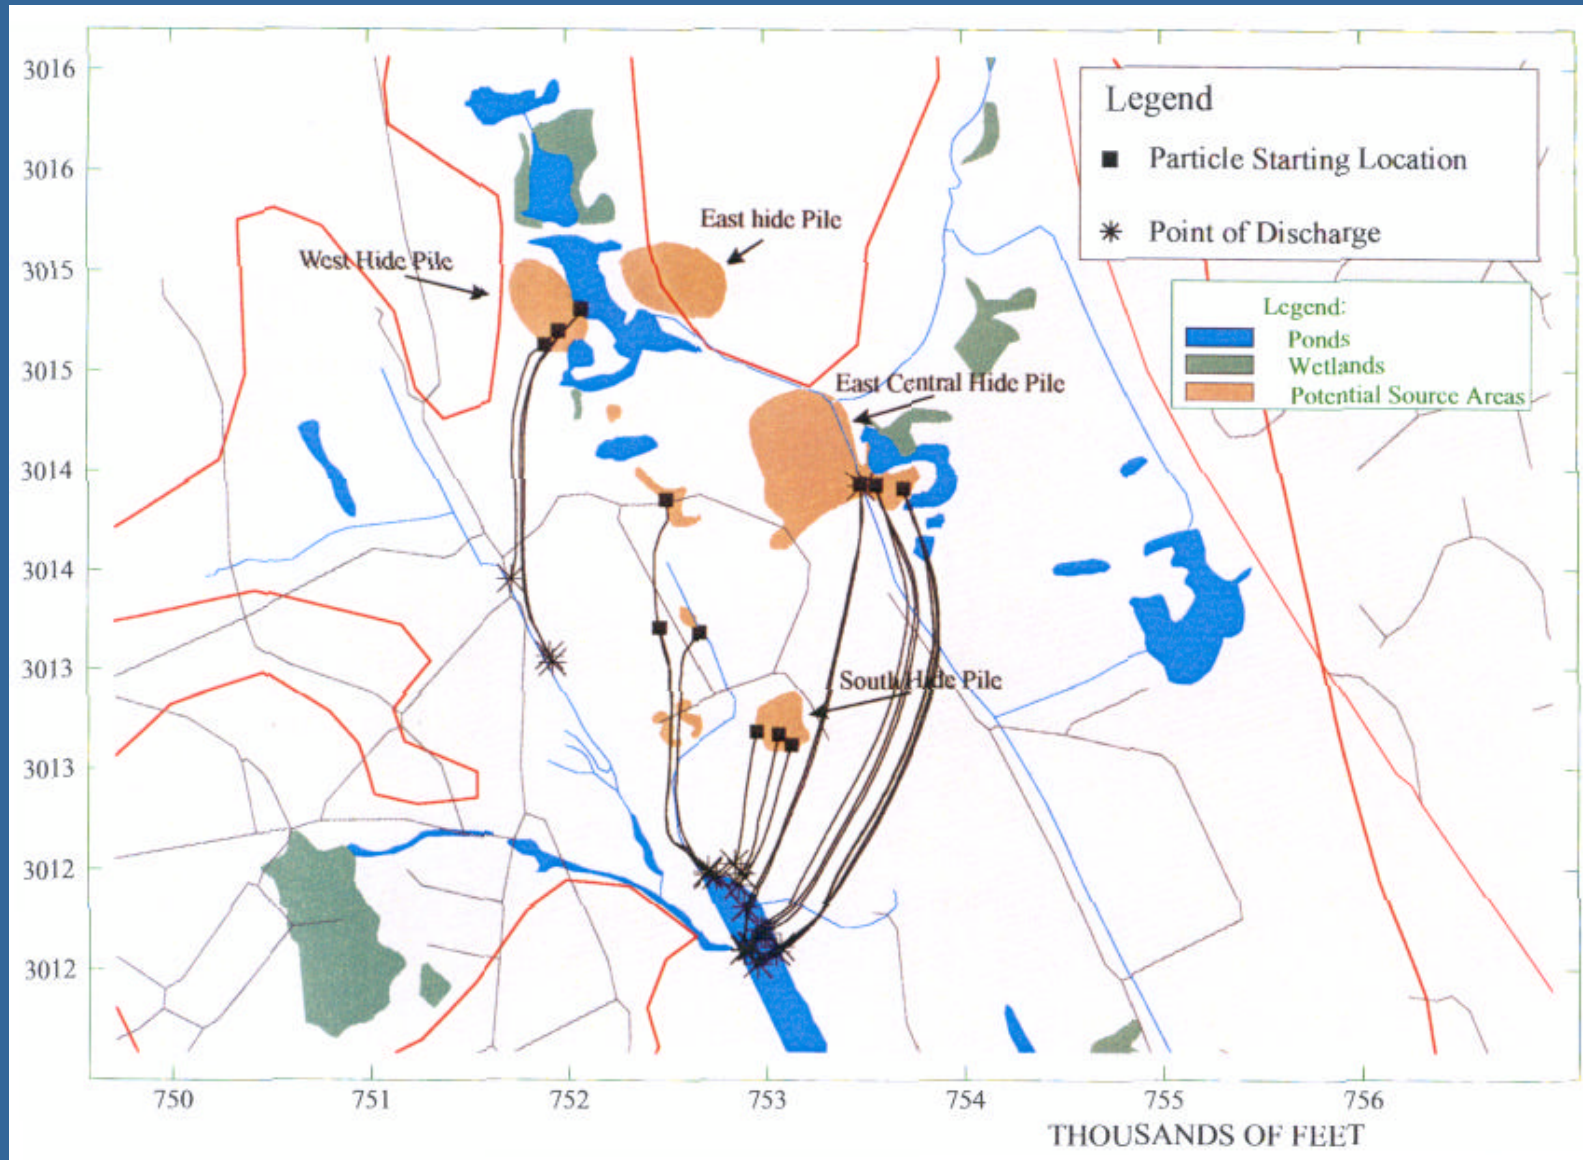 Legend
Particle Starting Location
Point of Discharge
Legend:
Ponds
Wetlands
Potential Source Areas
East hide Pile
West Hide Pile
East Central Hide Pile
South Hide Pile
3016
3016
3015
3015
3014
3014
3013
3013
3012
3012
750 751 752 753 754 755 756
THOUSANDS OF FEET